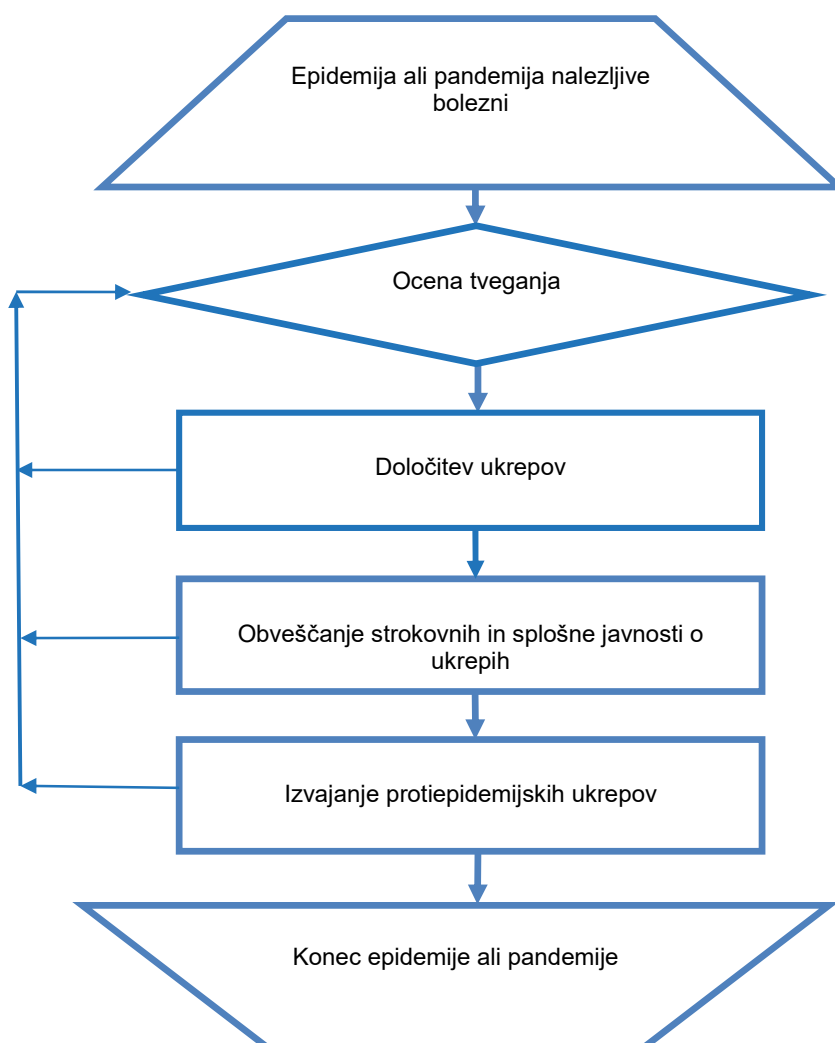 Epidemija ali pandemija nalezljive
bolezni
Ocena tveganja
Določitev ukrepov
Obveščanje strokovnih in splošne javnosti o
ukrepih
Izvajanje protiepidemijskih ukrepov
Konec epidemije ali pandemije